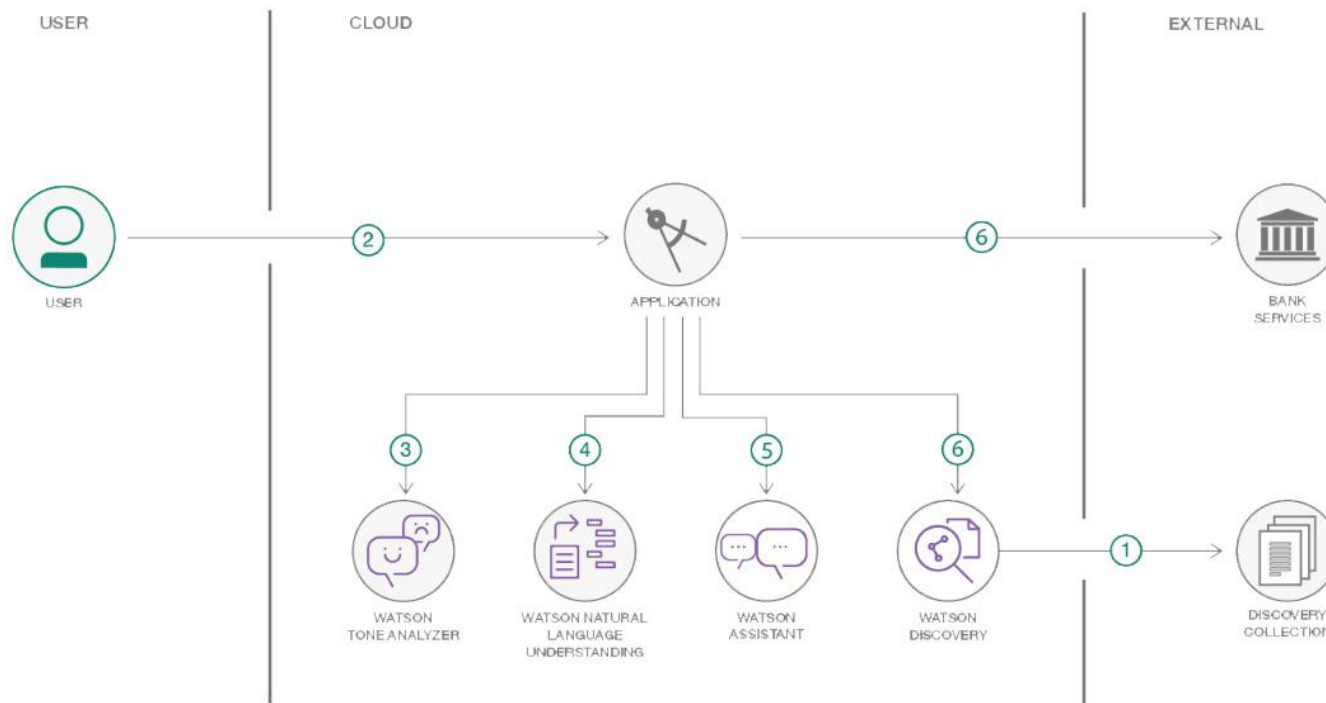 USER
CLOUD
EXTERNAL
2
6
USER
APPLICATION
BANK
SERVICES
3
4
5
6
1
WATSON
TONE ANALYZER
WATSON NATURAL
LANGUAGE
UNDERSTANDING
WATSON
ASSISTANT
WATSON
DISCOVERY
DISCOVERY
COLLECTION